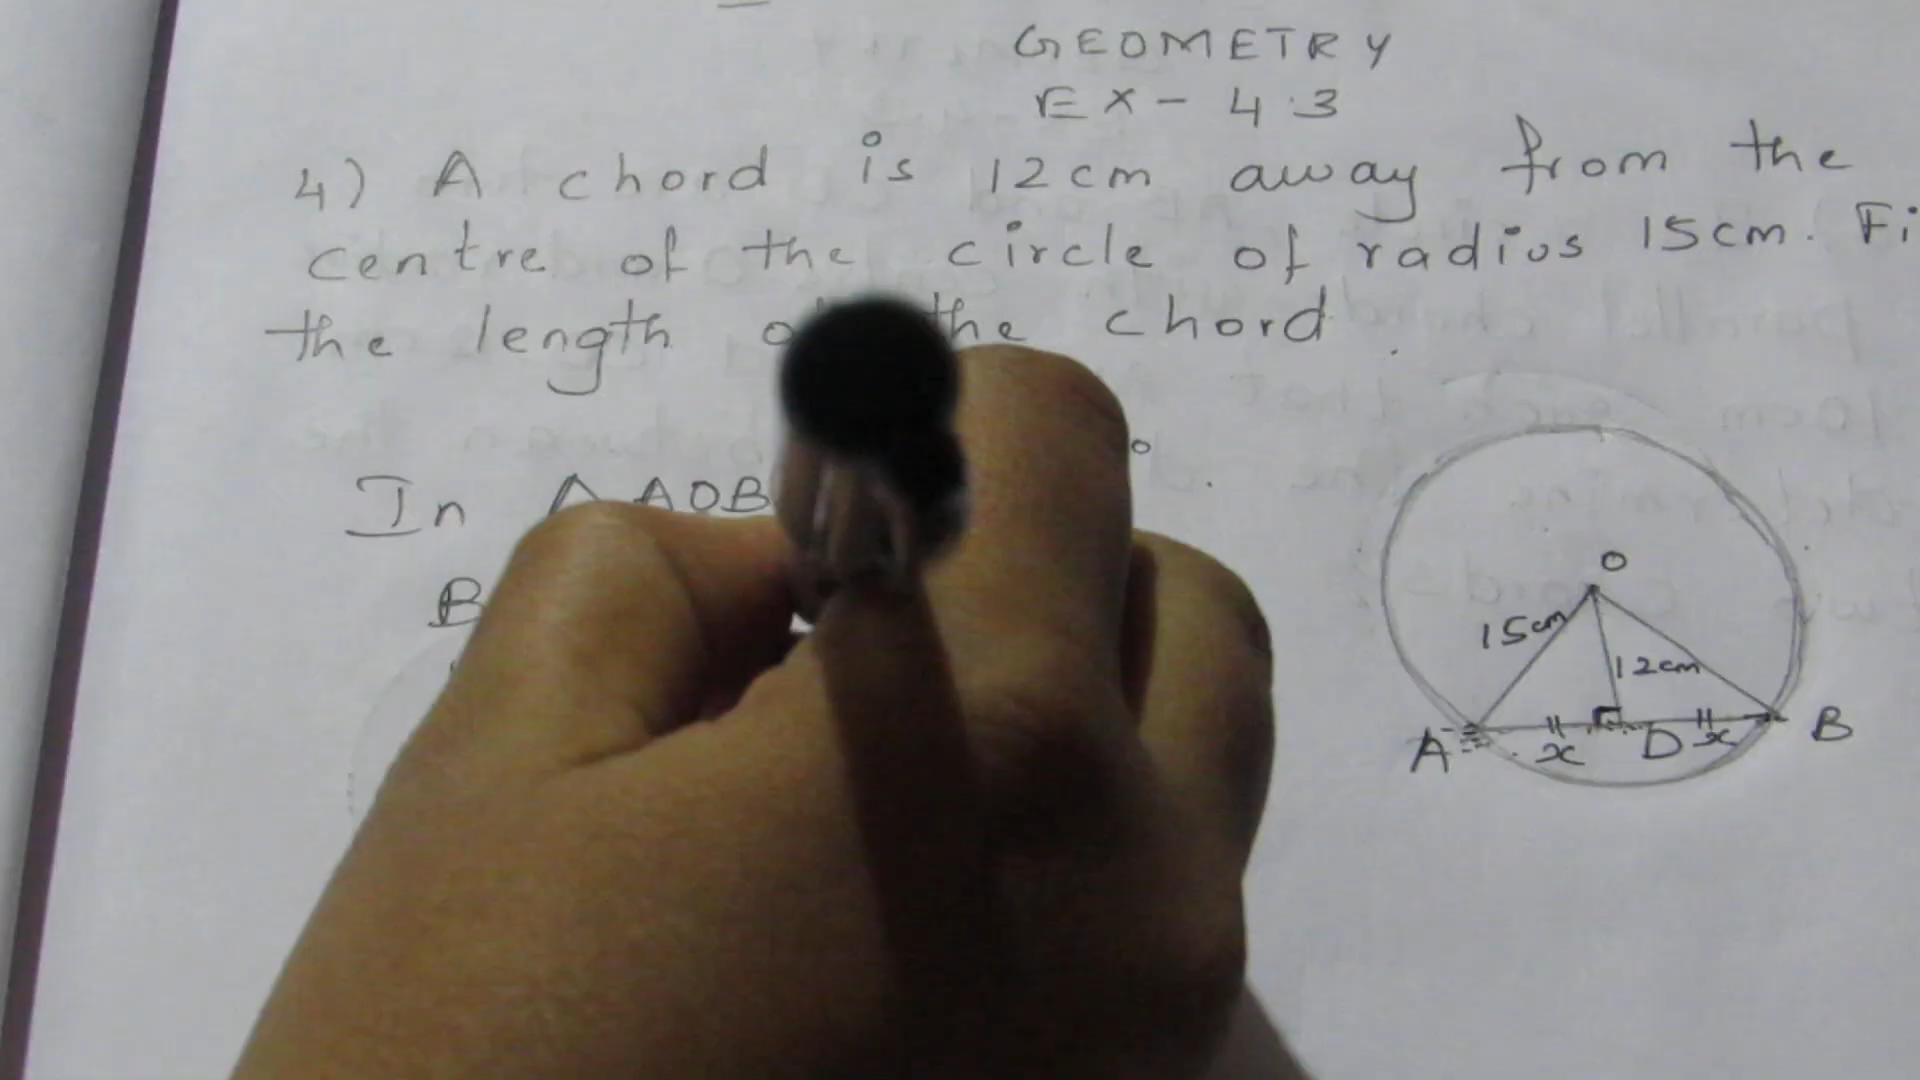 GEOMETRY
EX - 4.3
4) A chord is 12cm away from the
centre of the circle of radius 15cm. Fi
the length the chord.
In △ AOB
B
O
15cm
12cm
A x D x B